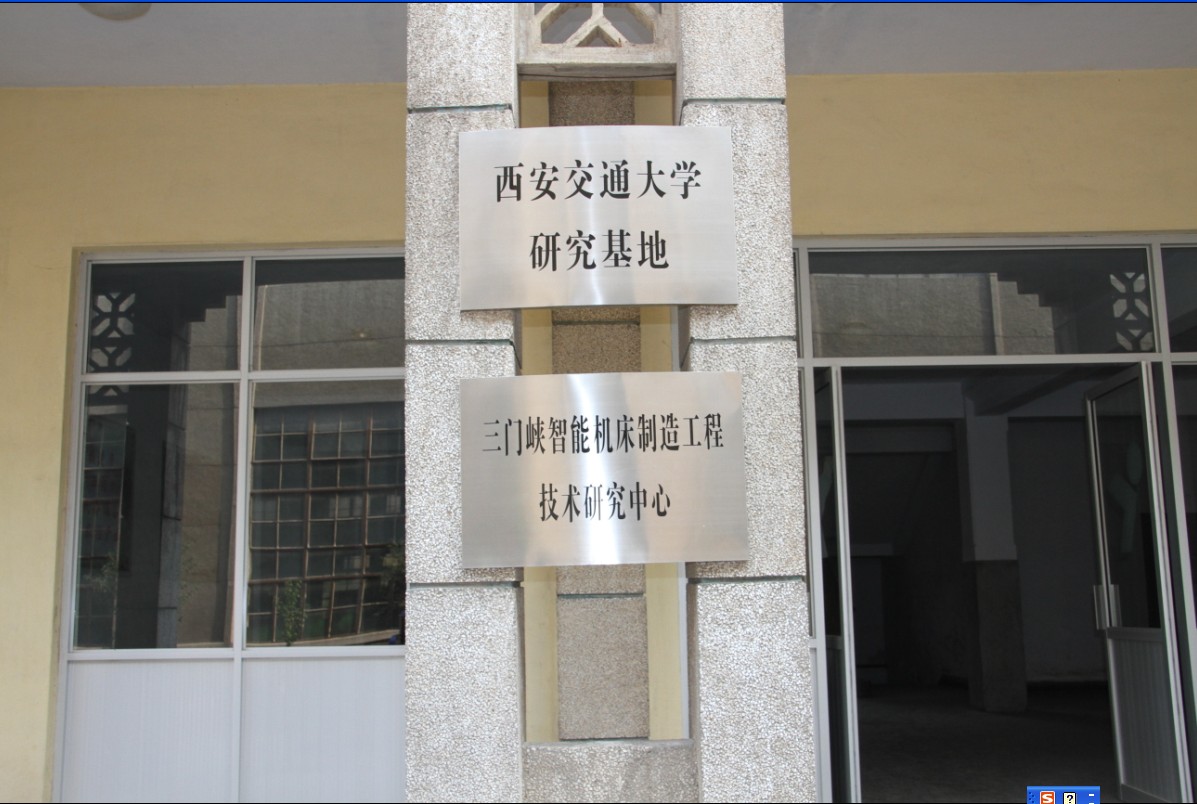 西安交通大学
研究基地
三门峡智能机床制造工程
技术研究中心